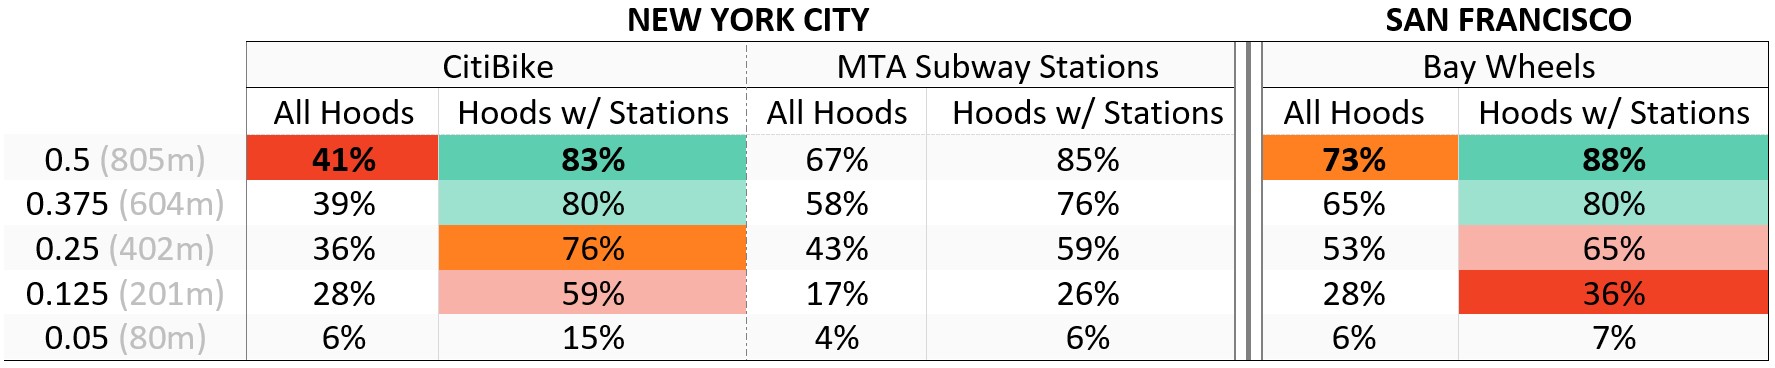 NEW YORK CITY SAN FRANCISCO
CitiBike MTA Subway Stations Bay Wheels
All Hoods Hoods w/ Stations All Hoods Hoods w/ Stations All Hoods Hoods w/ Stations
0.5 (805m) 41% 83% 67% 85% 73% 88%
0.375 (604m) 39% 80% 58% 76% 65% 80%
0.25 (402m) 36% 76% 43% 59% 53% 65%
0.125 (201m) 28% 59% 17% 26% 28% 36%
0.05 (80m) 6% 15% 4% 6% 6% 7%